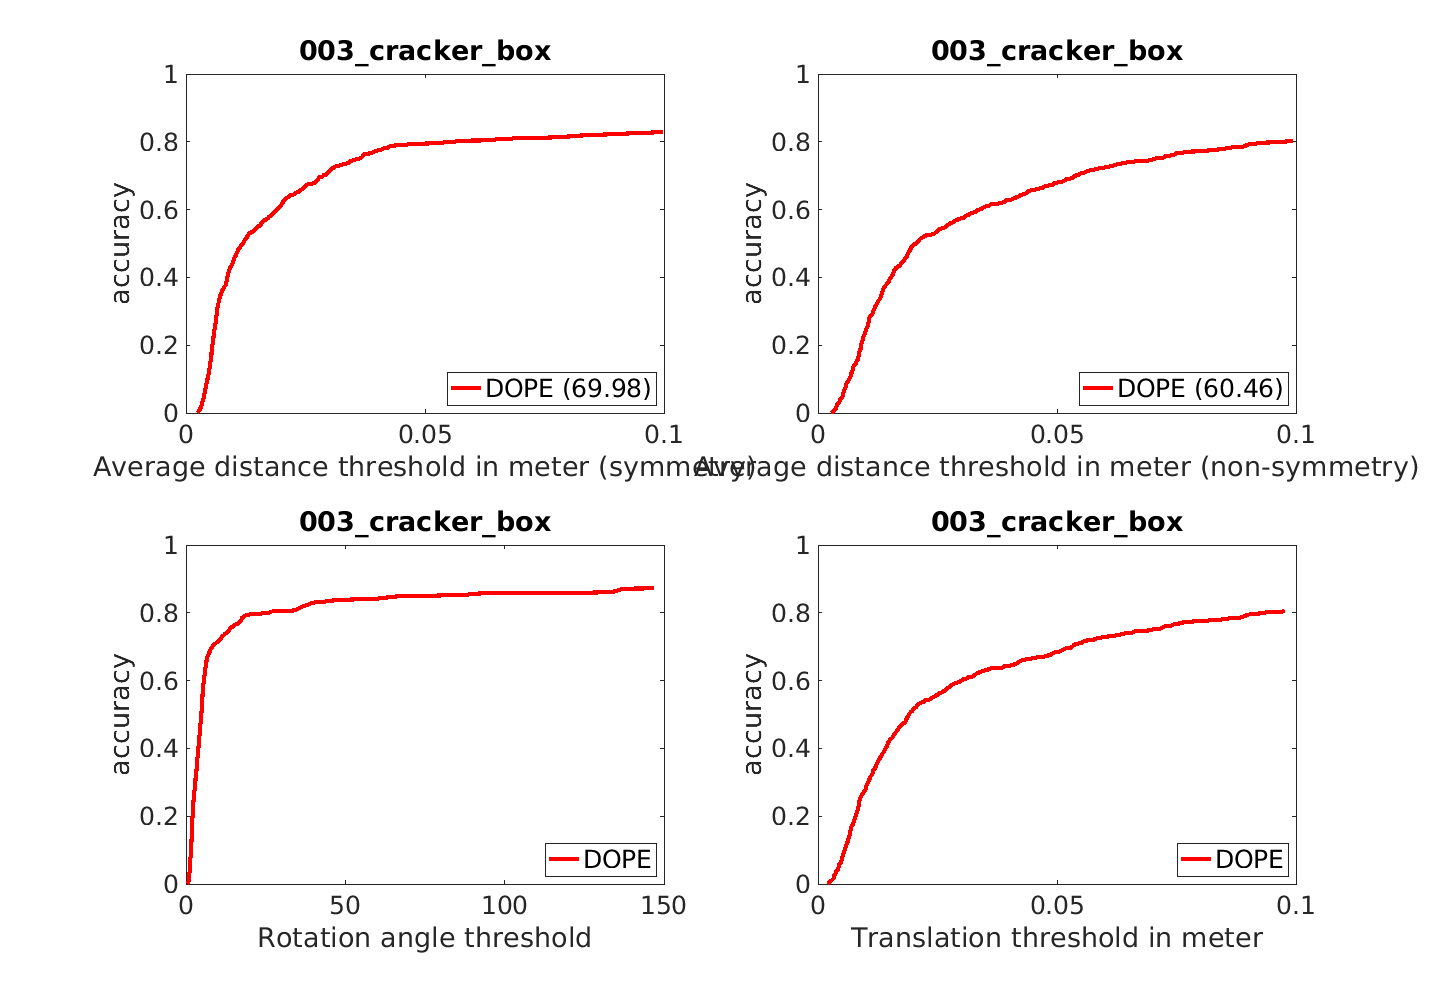 003_cracker_box
1
0.8
0.6
0.4
0.2
0
accuracy
DOPE (69.98)
0 0.05 0.1
Average distance threshold in meter (symmetry)
003_cracker_box
1
0.8
0.6
0.4
0.2
0
accuracy
DOPE (60.46)
0 0.05 0.1
Average distance threshold in meter (non-symmetry)
003_cracker_box
1
0.8
0.6
0.4
0.2
0
accuracy
DOPE
0 50 100 150
Rotation angle threshold
003_cracker_box
1
0.8
0.6
0.4
0.2
0
accuracy
DOPE
0 0.05 0.1
Translation threshold in meter